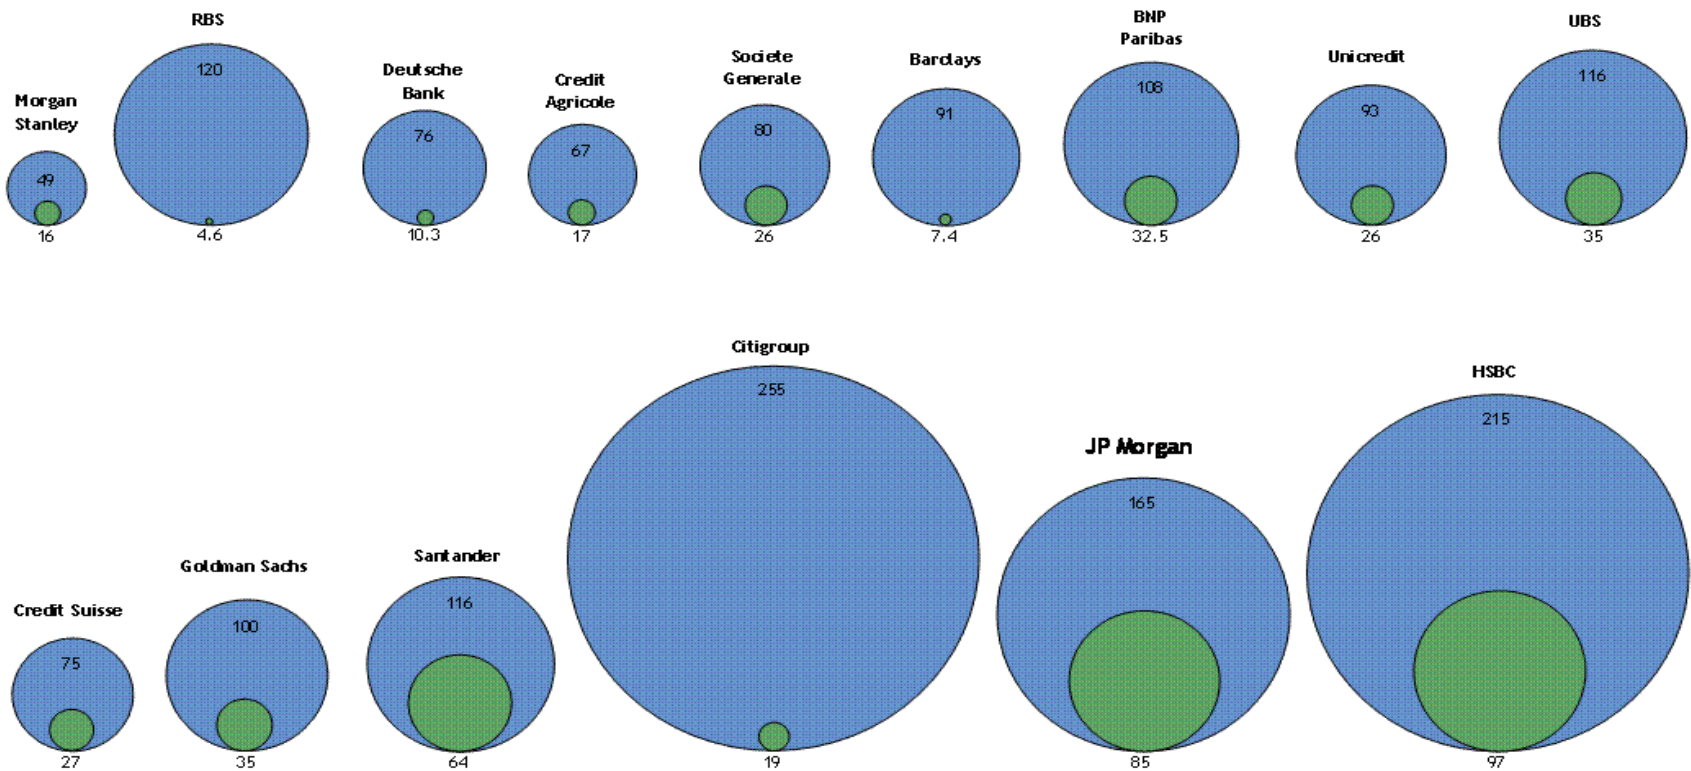 RBS
120
4.6
Morgan
Stanley
49
16
Deutsche
Bank
76
10.3
Credit
Agricole
67
17
Societe
Generale
80
26
Barclays
91
7.4
BNP
Paribas
108
32.5
Unicredit
93
26
UBS
116
35
Credit Suisse
75
27
Goldman Sachs
100
35
Santander
116
64
Citigroup
255
19
JP Morgan
165
85
HSBC
215
97